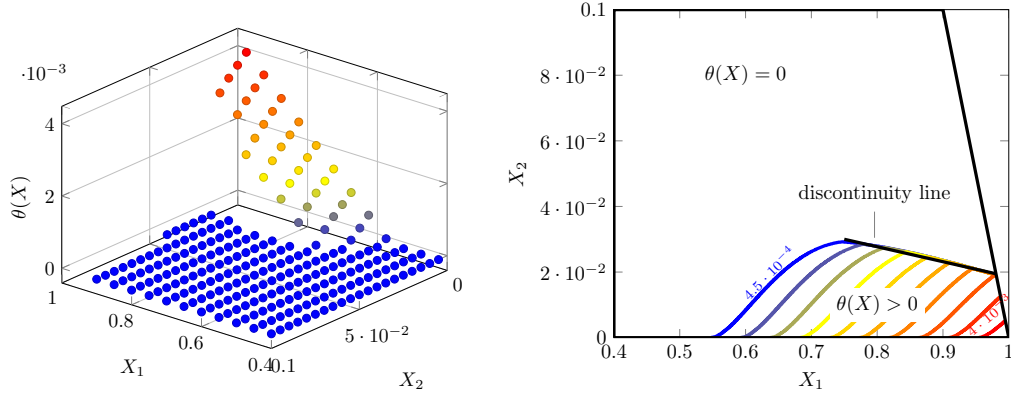 ·10⁻³
4
2
0
θ(X)
1
0.8
0.6
0.4
X₁
0.1
5 · 10⁻²
0
X₂
0.1
8 · 10⁻²
6 · 10⁻²
4 · 10⁻²
2 · 10⁻²
0
X₂
θ(X) = 0
discontinuity line
4.5 · 10⁻⁴
θ(X) > 0
4 · 10⁻³
0.4
0.5
0.6
0.7
0.8
0.9
1
X₁